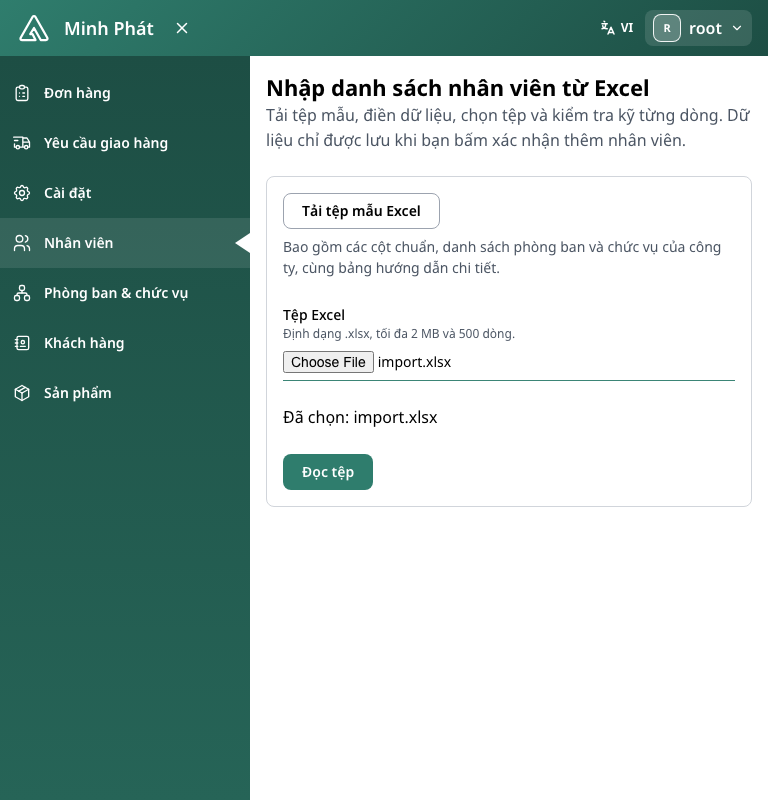 Minh Phát
VI
R
root
Đơn hàng
Yêu cầu giao hàng
Cài đặt
Nhân viên
Phòng ban & chức vụ
Khách hàng
Sản phẩm
Nhập danh sách nhân viên từ Excel
Tải tệp mẫu, điền dữ liệu, chọn tệp và kiểm tra kỹ từng dòng. Dữ
liệu chỉ được lưu khi bạn bấm xác nhận thêm nhân viên.
Tải tệp mẫu Excel
Bao gồm các cột chuẩn, danh sách phòng ban và chức vụ của công
ty, cùng bảng hướng dẫn chi tiết.
Tệp Excel
Định dạng .xlsx, tối đa 2 MB và 500 dòng.
Choose File import.xlsx
Đã chọn: import.xlsx
Đọc tệp